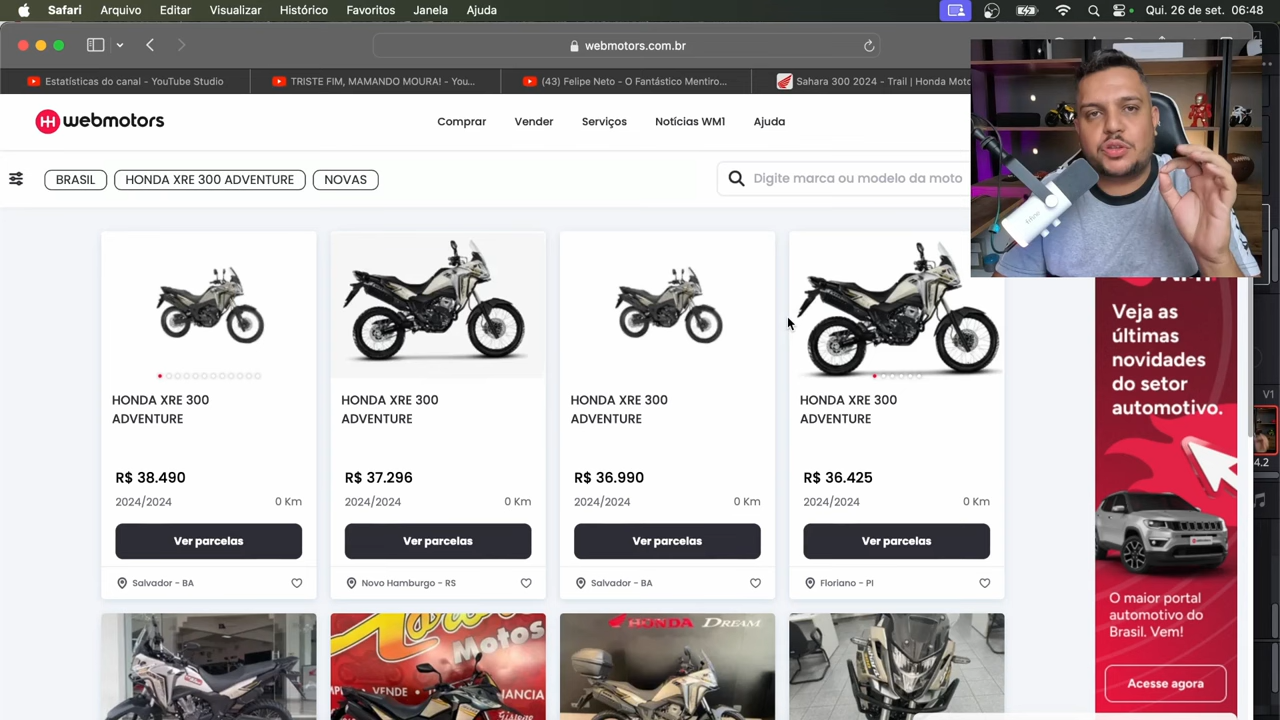 Safari Arquivo Editar Visualizar Histórico Favoritos Janela Ajuda Qui. 26 de set. 06:48
webmotors.com.br
Estatísticas do canal - YouTube Studio
TRISTE FIM, MAMANDO MOURA! - You...
(43) Felipe Neto - O Fantástico Mentiro...
Sahara 300 2024 - Trail | Honda Moto
webmotors
Comprar Vender Serviços Notícias WM1 Ajuda
BRASIL HONDA XRE 300 ADVENTURE NOVAS
Digite marca ou modelo da moto
HONDA XRE 300
ADVENTURE
R$ 38.490
2024/2024 0 Km
Ver parcelas
Salvador - BA
HONDA XRE 300
ADVENTURE
R$ 37.296
2024/2024 0 Km
Ver parcelas
Novo Hamburgo - RS
HONDA XRE 300
ADVENTURE
R$ 36.990
2024/2024 0 Km
Ver parcelas
Salvador - BA
HONDA XRE 300
ADVENTURE
R$ 36.425
2024/2024 0 Km
Ver parcelas
Floriano - PI
Veja as
últimas
novidades
do setor
automotivo.
O maior portal
automotivo do
Brasil. Vem!
Acesse agora
V1
4.2
Motos
HONDA DREAM